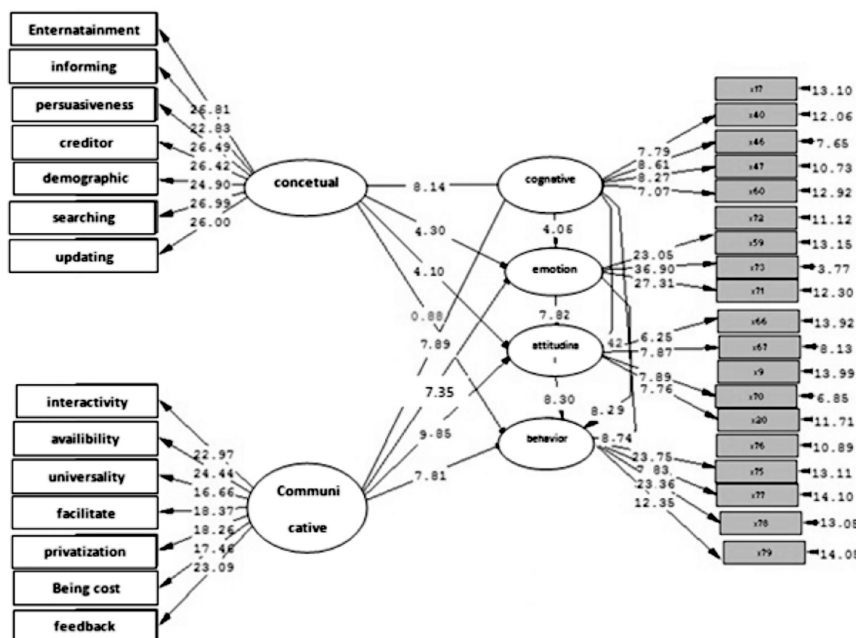 Enternatainment
informing
persuasiveness
creditor
demographic
searching
updating
26.81
22.83
26.49
26.42
24.90
26.99
26.00
concetual
interactivity
availibility
universality
facilitate
privatization
Being cost
feedback
22.97
24.44
16.66
18.37
18.26
17.46
23.09
Communi
cative
8.14
4.30
4.10
0.88
7.89
7.35
9.85
7.81
cognative
4.06
emotion
7.82
attitudina
l
8.30
behavior
42
8.29
8.74
7.79
8.61
8.27
7.07
23.05
36.90
27.31
6.25
7.87
7.89
7.76
23.75
7.83
23.36
12.35
x17 13.10
x40 12.06
x46 7.65
x47 10.73
x60 12.92
x72 11.12
x59 13.15
x73 3.77
x71 12.30
x66 13.92
x67 8.13
x9 13.99
x70 6.85
x20 11.71
x76 10.89
x75 13.11
x77 14.10
x78 13.05
x79 14.08